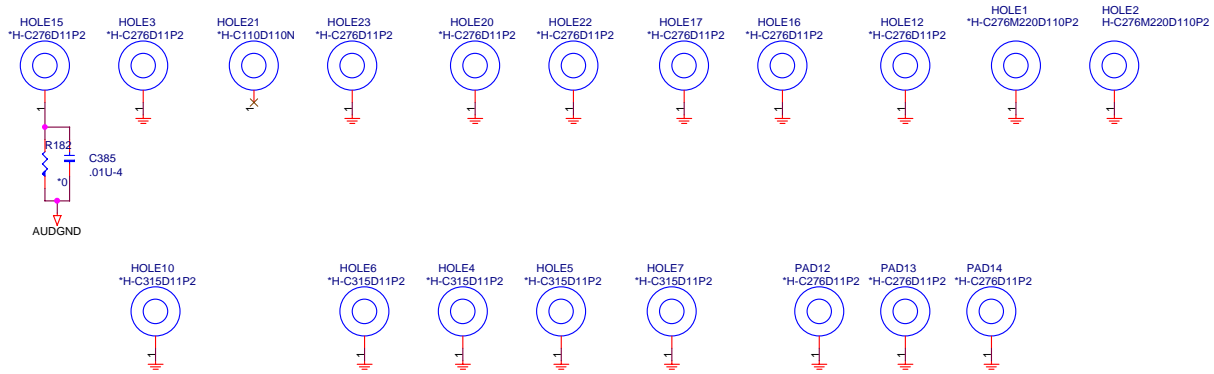 HOLE15
*H-C276D11P2
1
HOLE3
*H-C276D11P2
1
HOLE21
*H-C110D110N
1
HOLE23
*H-C276D11P2
1
HOLE20
*H-C276D11P2
1
HOLE22
*H-C276D11P2
1
HOLE17
*H-C276D11P2
1
HOLE16
*H-C276D11P2
1
HOLE12
*H-C276D11P2
1
HOLE1
*H-C276M220D110P2
1
HOLE2
H-C276M220D110P2
1
R182
*0
C385
.01U-4
AUDGND
HOLE10
*H-C315D11P2
1
HOLE6
*H-C315D11P2
1
HOLE4
*H-C315D11P2
1
HOLE5
*H-C315D11P2
1
HOLE7
*H-C315D11P2
1
PAD12
*H-C276D11P2
1
PAD13
*H-C276D11P2
1
PAD14
*H-C276D11P2
1